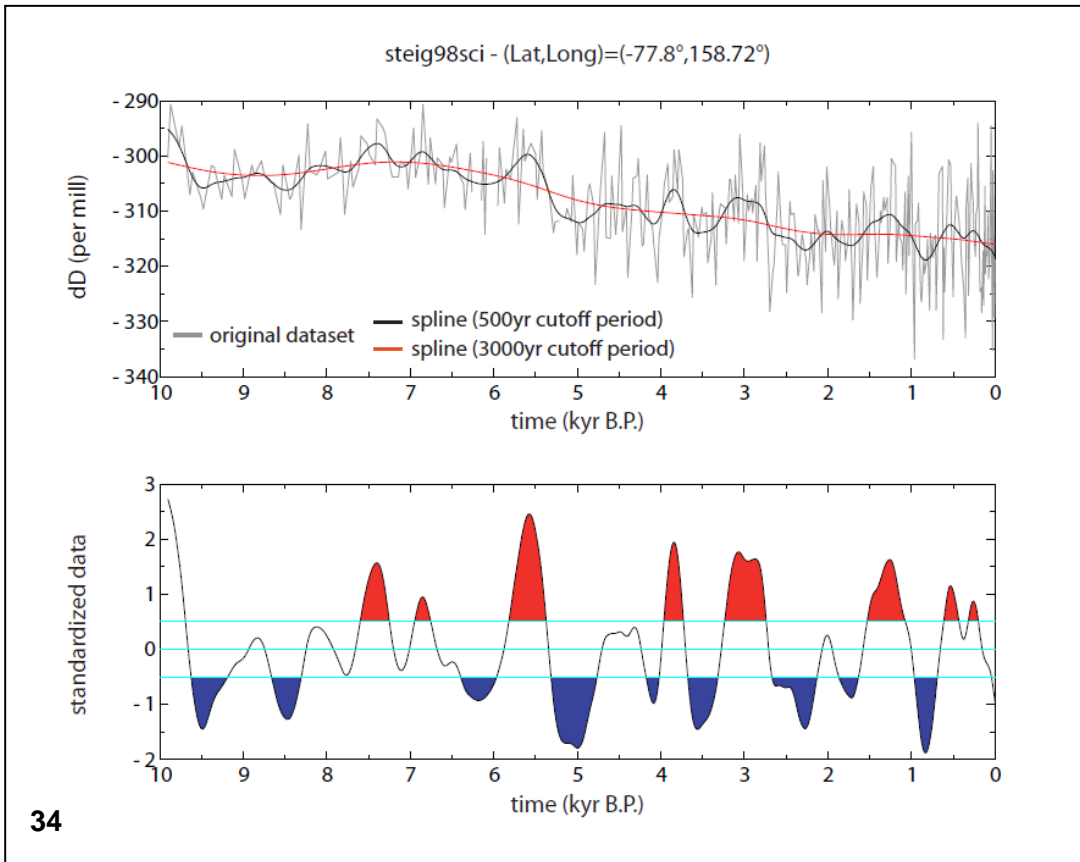 steig98sci - (Lat,Long)=(-77.8°,158.72°)
- 290
- 300
- 310
- 320
- 330
- 340
dD (per mill)
original dataset
spline (500yr cutoff period)
spline (3000yr cutoff period)
10 9 8 7 6 5 4 3 2 1 0
time (kyr B.P.)
3
2
1
0
- 1
- 2
standardized data
10 9 8 7 6 5 4 3 2 1 0
time (kyr B.P.)
34